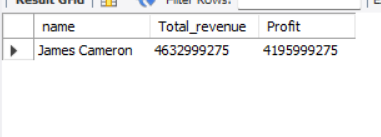 Result Grid Filter Rows:
name Total_revenue Profit
James Cameron 4632999275 4195999275